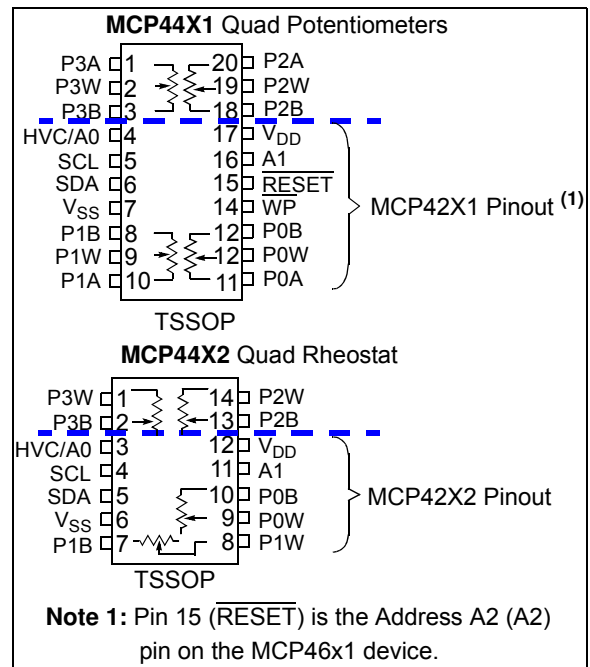 MCP44X1 Quad Potentiometers
P3A 1 20 P2A
P3W 2 19 P2W
P3B 3 18 P2B
HVC/A0 4 17 VDD
SCL 5 16 A1
SDA 6 15 RESET
VSS 7 14 WP
P1B 8 12 P0B
P1W 9 12 P0W
P1A 10 11 P0A
MCP42X1 Pinout (1)
TSSOP
MCP44X2 Quad Rheostat
P3W 1 14 P2W
P3B 2 13 P2B
HVC/A0 3 12 VDD
SCL 4 11 A1
SDA 5 10 P0B
VSS 6 9 P0W
P1B 7 8 P1W
MCP42X2 Pinout
TSSOP
Note 1: Pin 15 (RESET) is the Address A2 (A2)
pin on the MCP46x1 device.